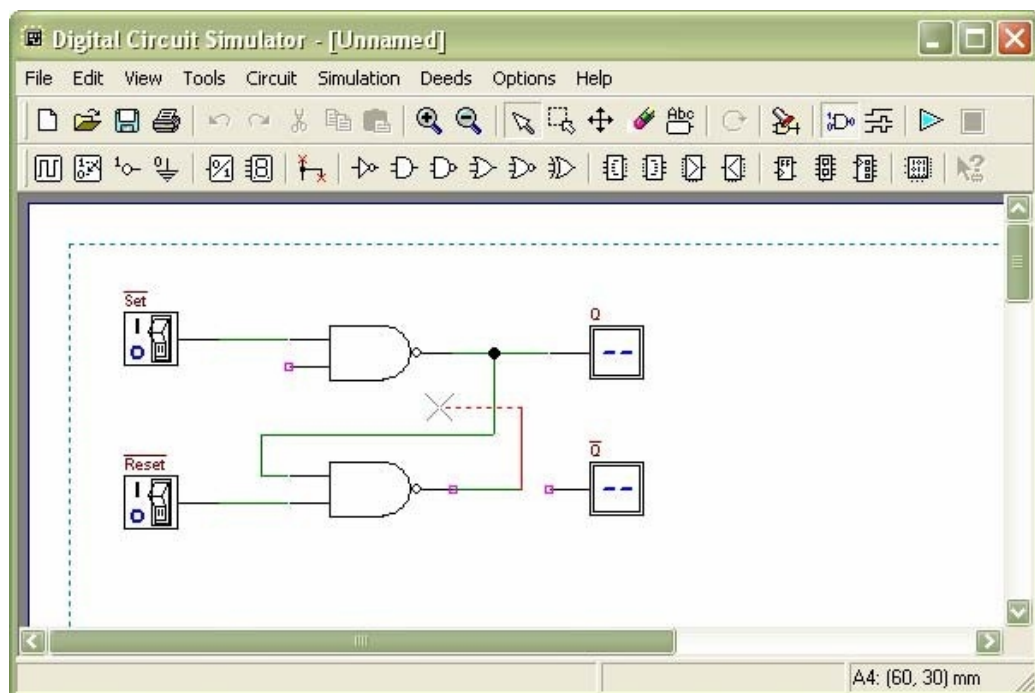 Digital Circuit Simulator - [Unnamed]
File Edit View Tools Circuit Simulation Deeds Options Help
Abc
Set
Q
Reset
Q
A4: (60, 30) mm